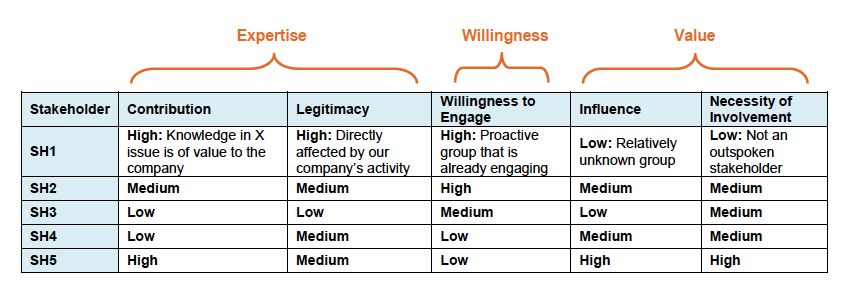 Expertise Willingness Value
Stakeholder Contribution Legitimacy Willingness to Engage Influence Necessity of Involvement
SH1 High: Knowledge in X issue is of value to the company High: Directly affected by our company's activity High: Proactive group that is already engaging Low: Relatively unknown group Low: Not an outspoken stakeholder
SH2 Medium Medium High Medium Medium
SH3 Low Low Medium Low Medium
SH4 Low Medium Low Medium Medium
SH5 High Medium Low High High